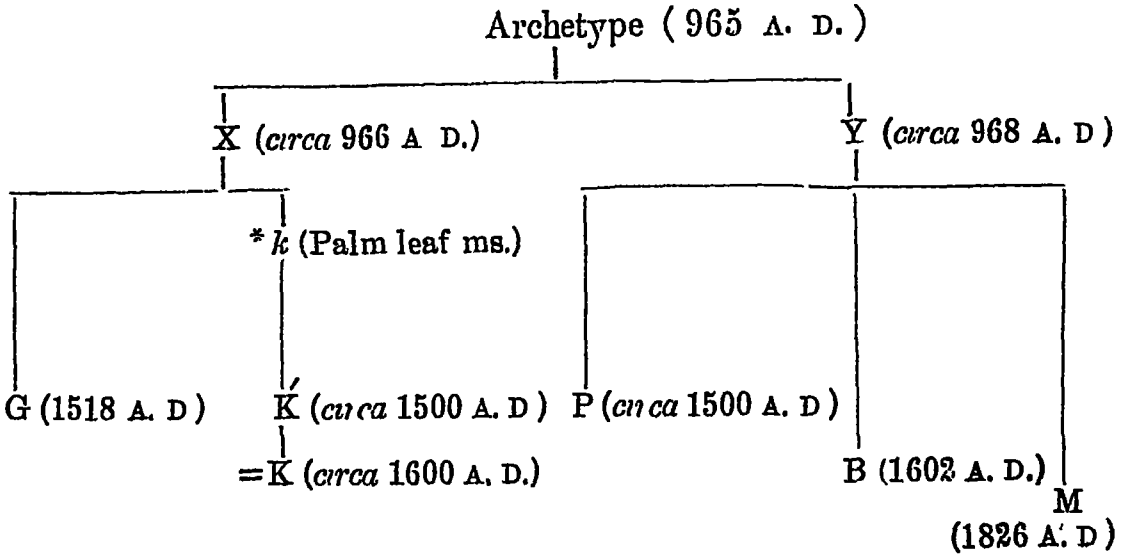 Archetype ( 965 A. D. )
X (circa 966 A D.) Y (circa 968 A. D )
* k (Palm leaf ms.)
G (1518 A. D ) Ḱ (circa 1500 A. D ) P (circa 1500 A. D )
=K (circa 1600 A. D.) B (1602 A. D.)
M
(1826 A. D )